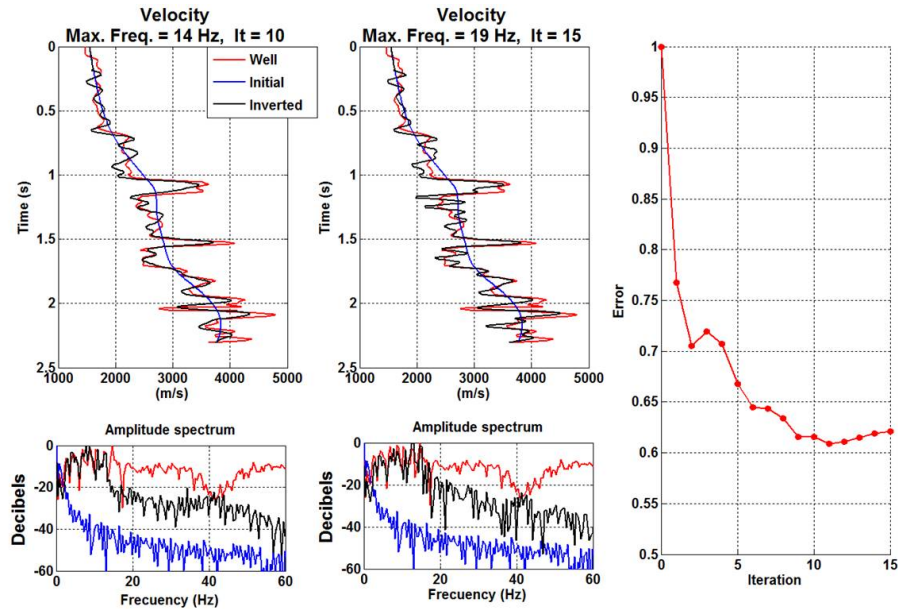 Velocity
Max. Freq. = 14 Hz, It = 10
0
0.5
1
1.5
2
2.5
Time (s)
Well
Initial
Inverted
1000 2000 3000 4000 5000
(m/s)
Velocity
Max. Freq. = 19 Hz, It = 15
0
0.5
1
1.5
2
2.5
Time (s)
1000 2000 3000 4000 5000
(m/s)
1
0.95
0.9
0.85
0.8
0.75
0.7
0.65
0.6
0.55
0.5
Error
0 5 10 15
Iteration
Amplitude spectrum
0
-20
-40
-60
Decibels
0 20 40 60
Frecuency (Hz)
Amplitude spectrum
0
-20
-40
-60
Decibels
0 20 40 60
Frecuency (Hz)